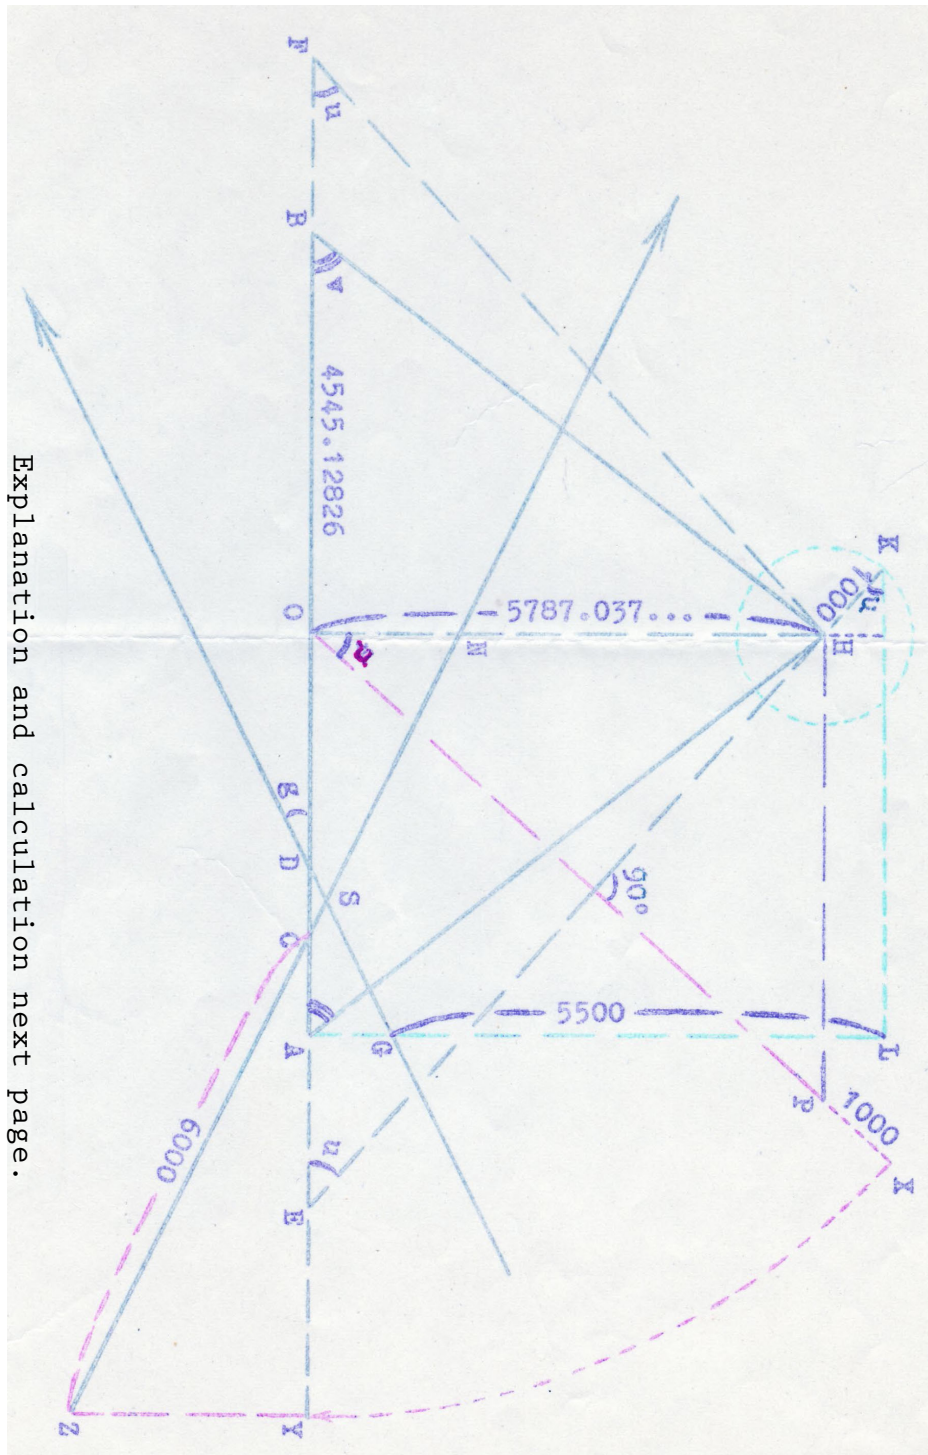 F
u
B
v
4545.12826
K
1000
u
O
5787.037...
N
H
u
g
D
S
C
90°
A
G
5500
L
P
1000
X
u
E
6000
Z
Y
Explanation and calculation next page.